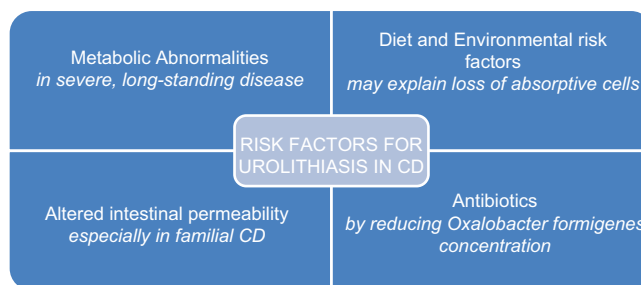 Metabolic Abnormalities
in severe, long-standing disease
Diet and Environmental risk
factors
may explain loss of absorptive cells
RISK FACTORS FOR
UROLITHIASIS IN CD
Altered intestinal permeability
especially in familial CD
Antibiotics
by reducing Oxalobacter formigenes
concentration